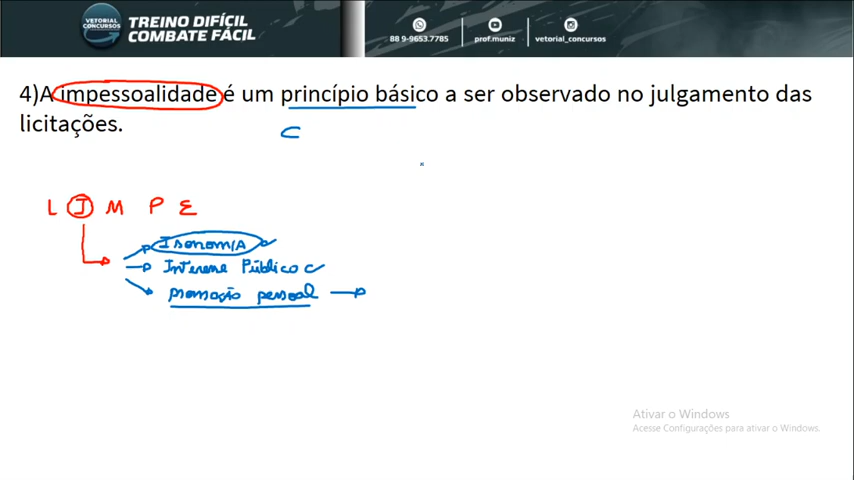 VETORIAL
CONCURSOS
TREINO DIFÍCIL
COMBATE FÁCIL
88 9-9653.7785
prof.muniz
vetorial_concursos
4)A impessoalidade é um princípio básico a ser observado no julgamento das
licitações.
C
L I M P E
Isonomia
Interesse Público
promoção pessoal
Ativar o Windows
Acesse Configurações para ativar o Windows.